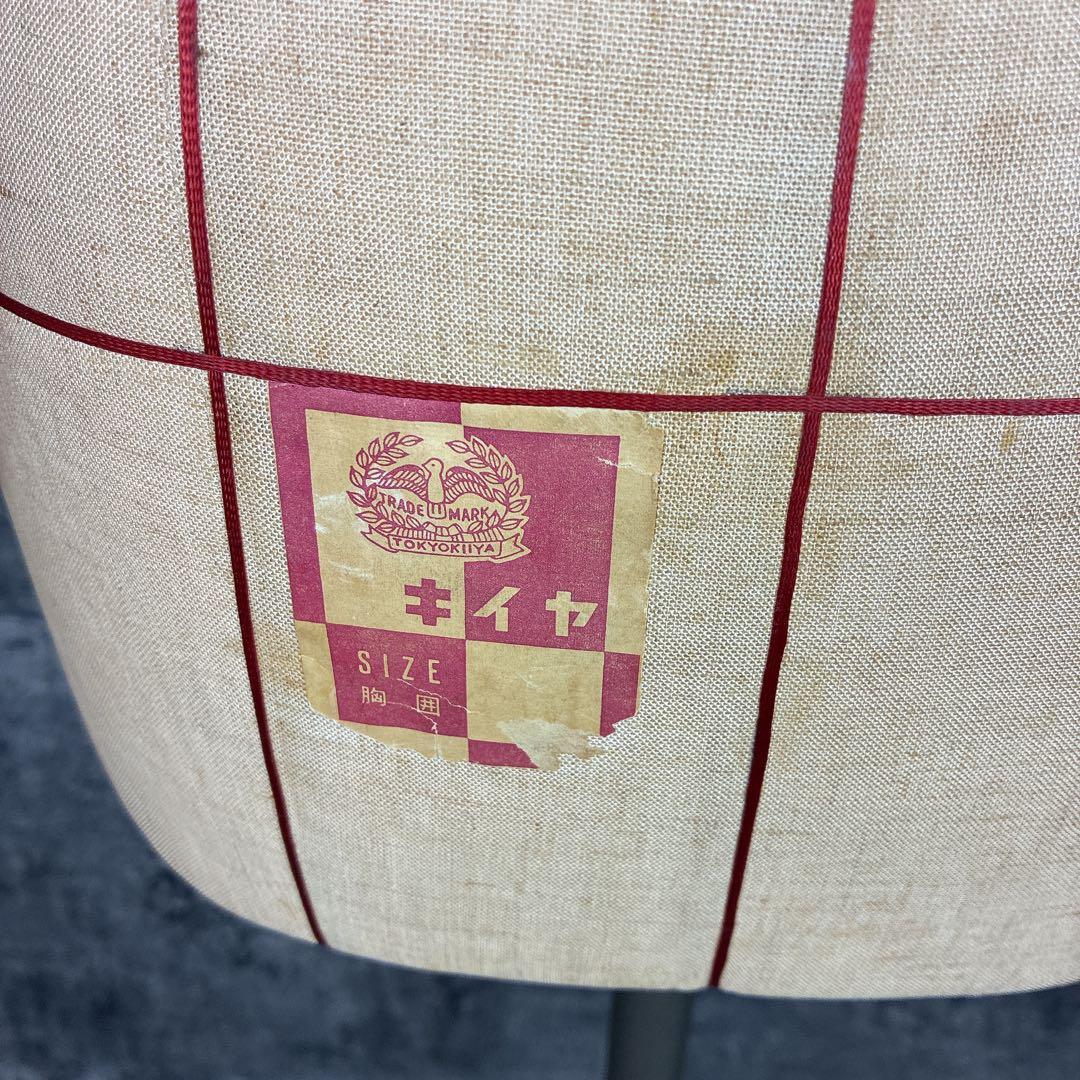 TRADE MARK
TOKYOKIIYA
キイヤ
SIZE
胸囲